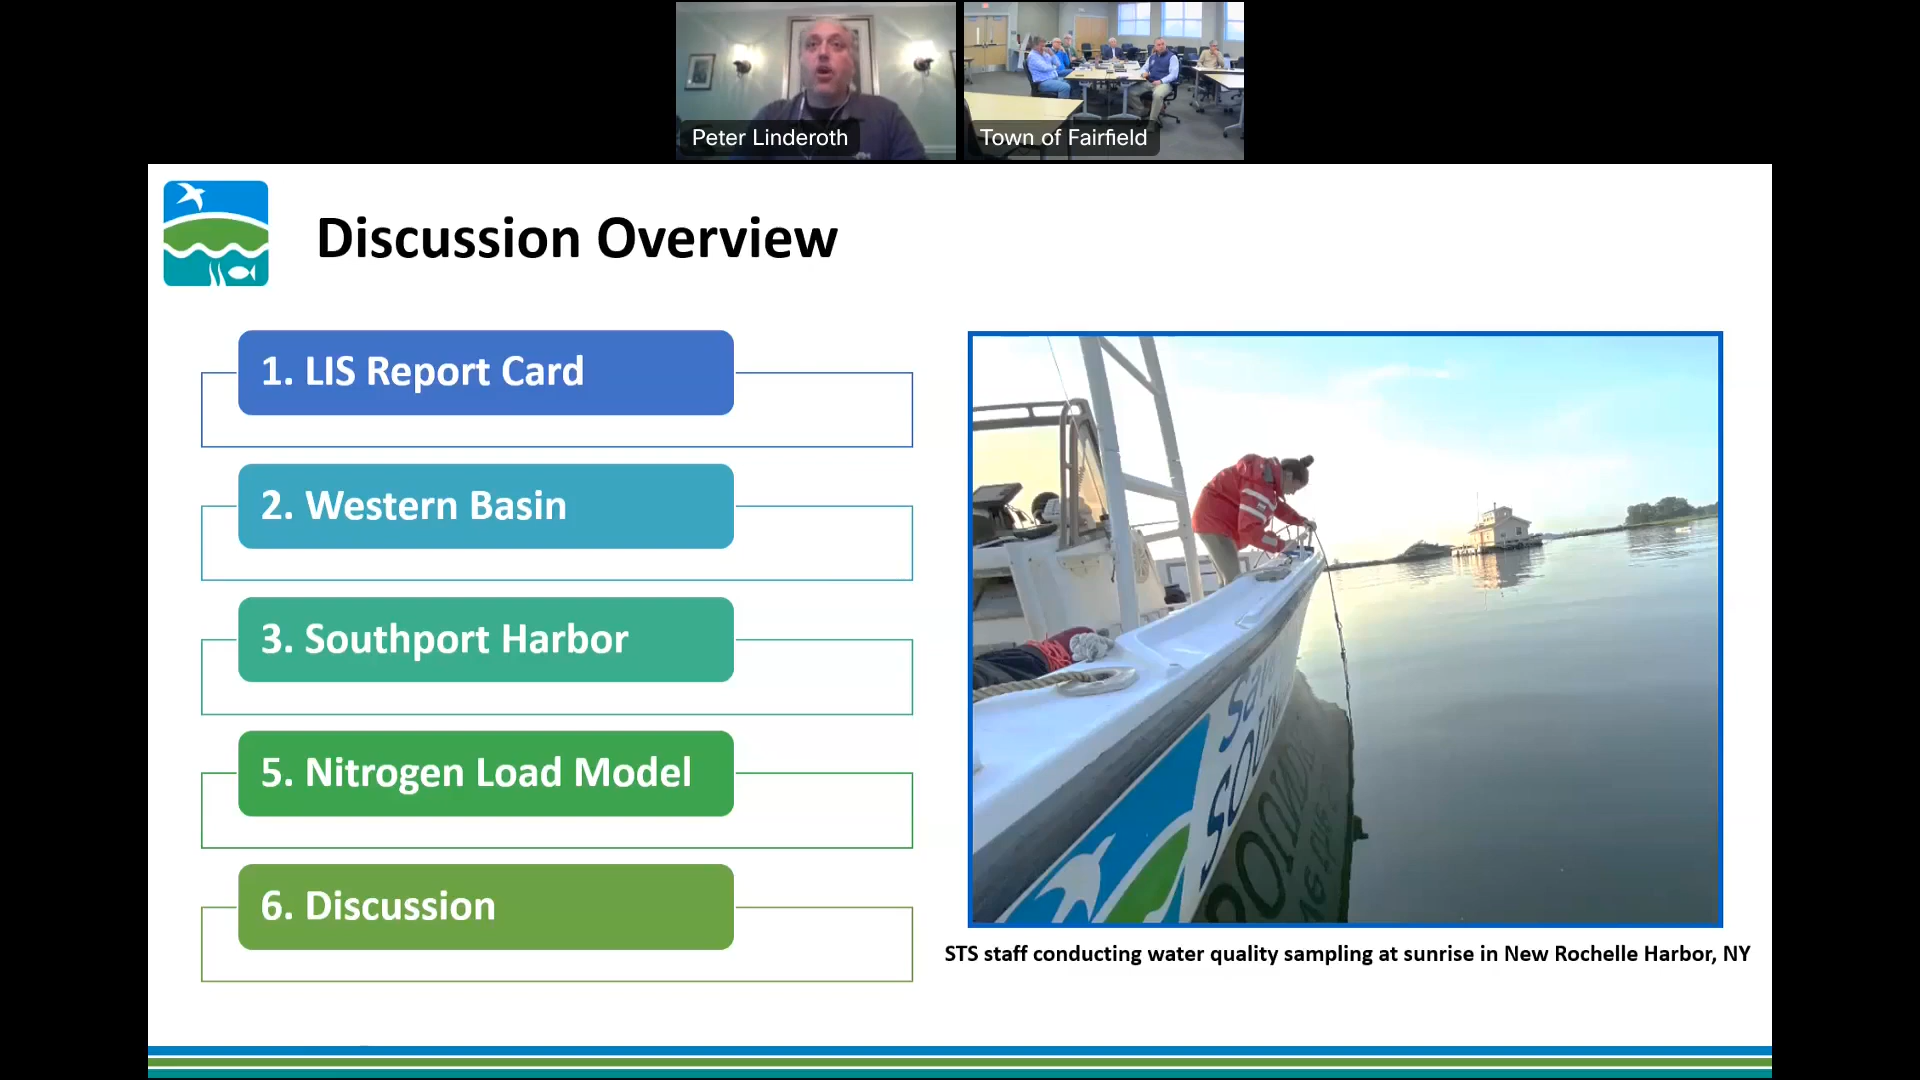 Peter Linderoth
Town of Fairfield
Discussion Overview
1. LIS Report Card
2. Western Basin
3. Southport Harbor
5. Nitrogen Load Model
6. Discussion
STS staff conducting water quality sampling at sunrise in New Rochelle Harbor, NY